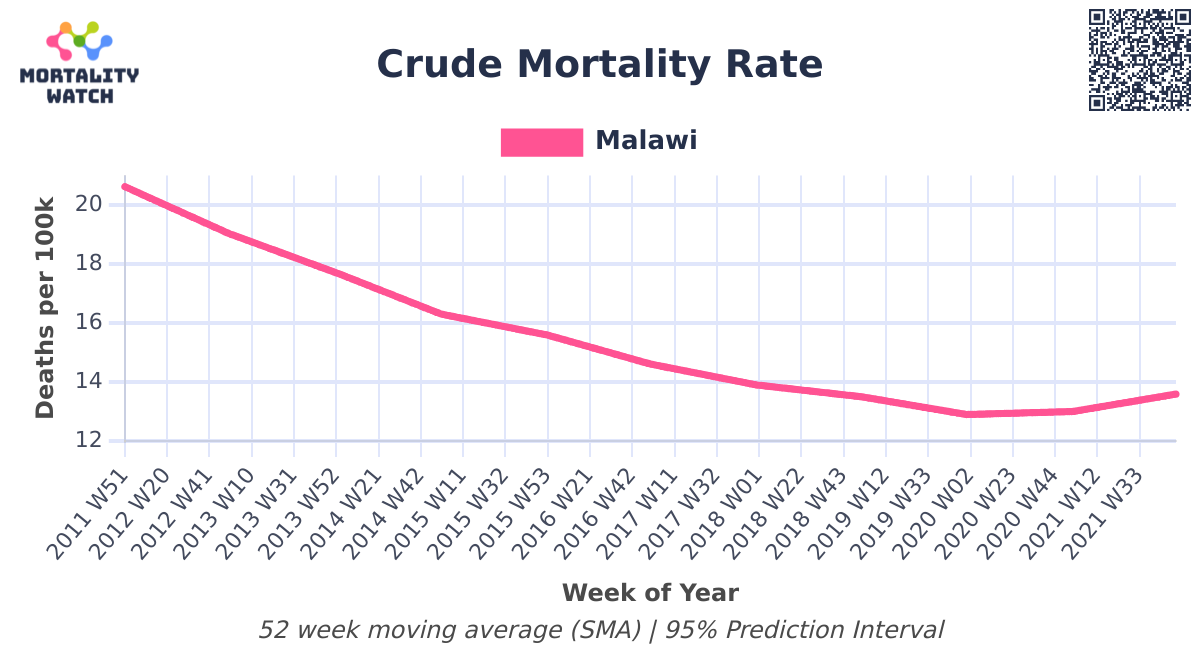 MORTALITY
WATCH
Crude Mortality Rate
Malawi
Deaths per 100k
20
18
16
14
12
2011 W51
2012 W20
2012 W41
2013 W10
2013 W31
2013 W52
2014 W21
2014 W42
2015 W11
2015 W32
2015 W53
2016 W21
2016 W42
2017 W11
2017 W32
2018 W01
2018 W22
2018 W43
2019 W12
2019 W33
2020 W02
2020 W23
2020 W44
2021 W12
2021 W33
Week of Year
52 week moving average (SMA) | 95% Prediction Interval